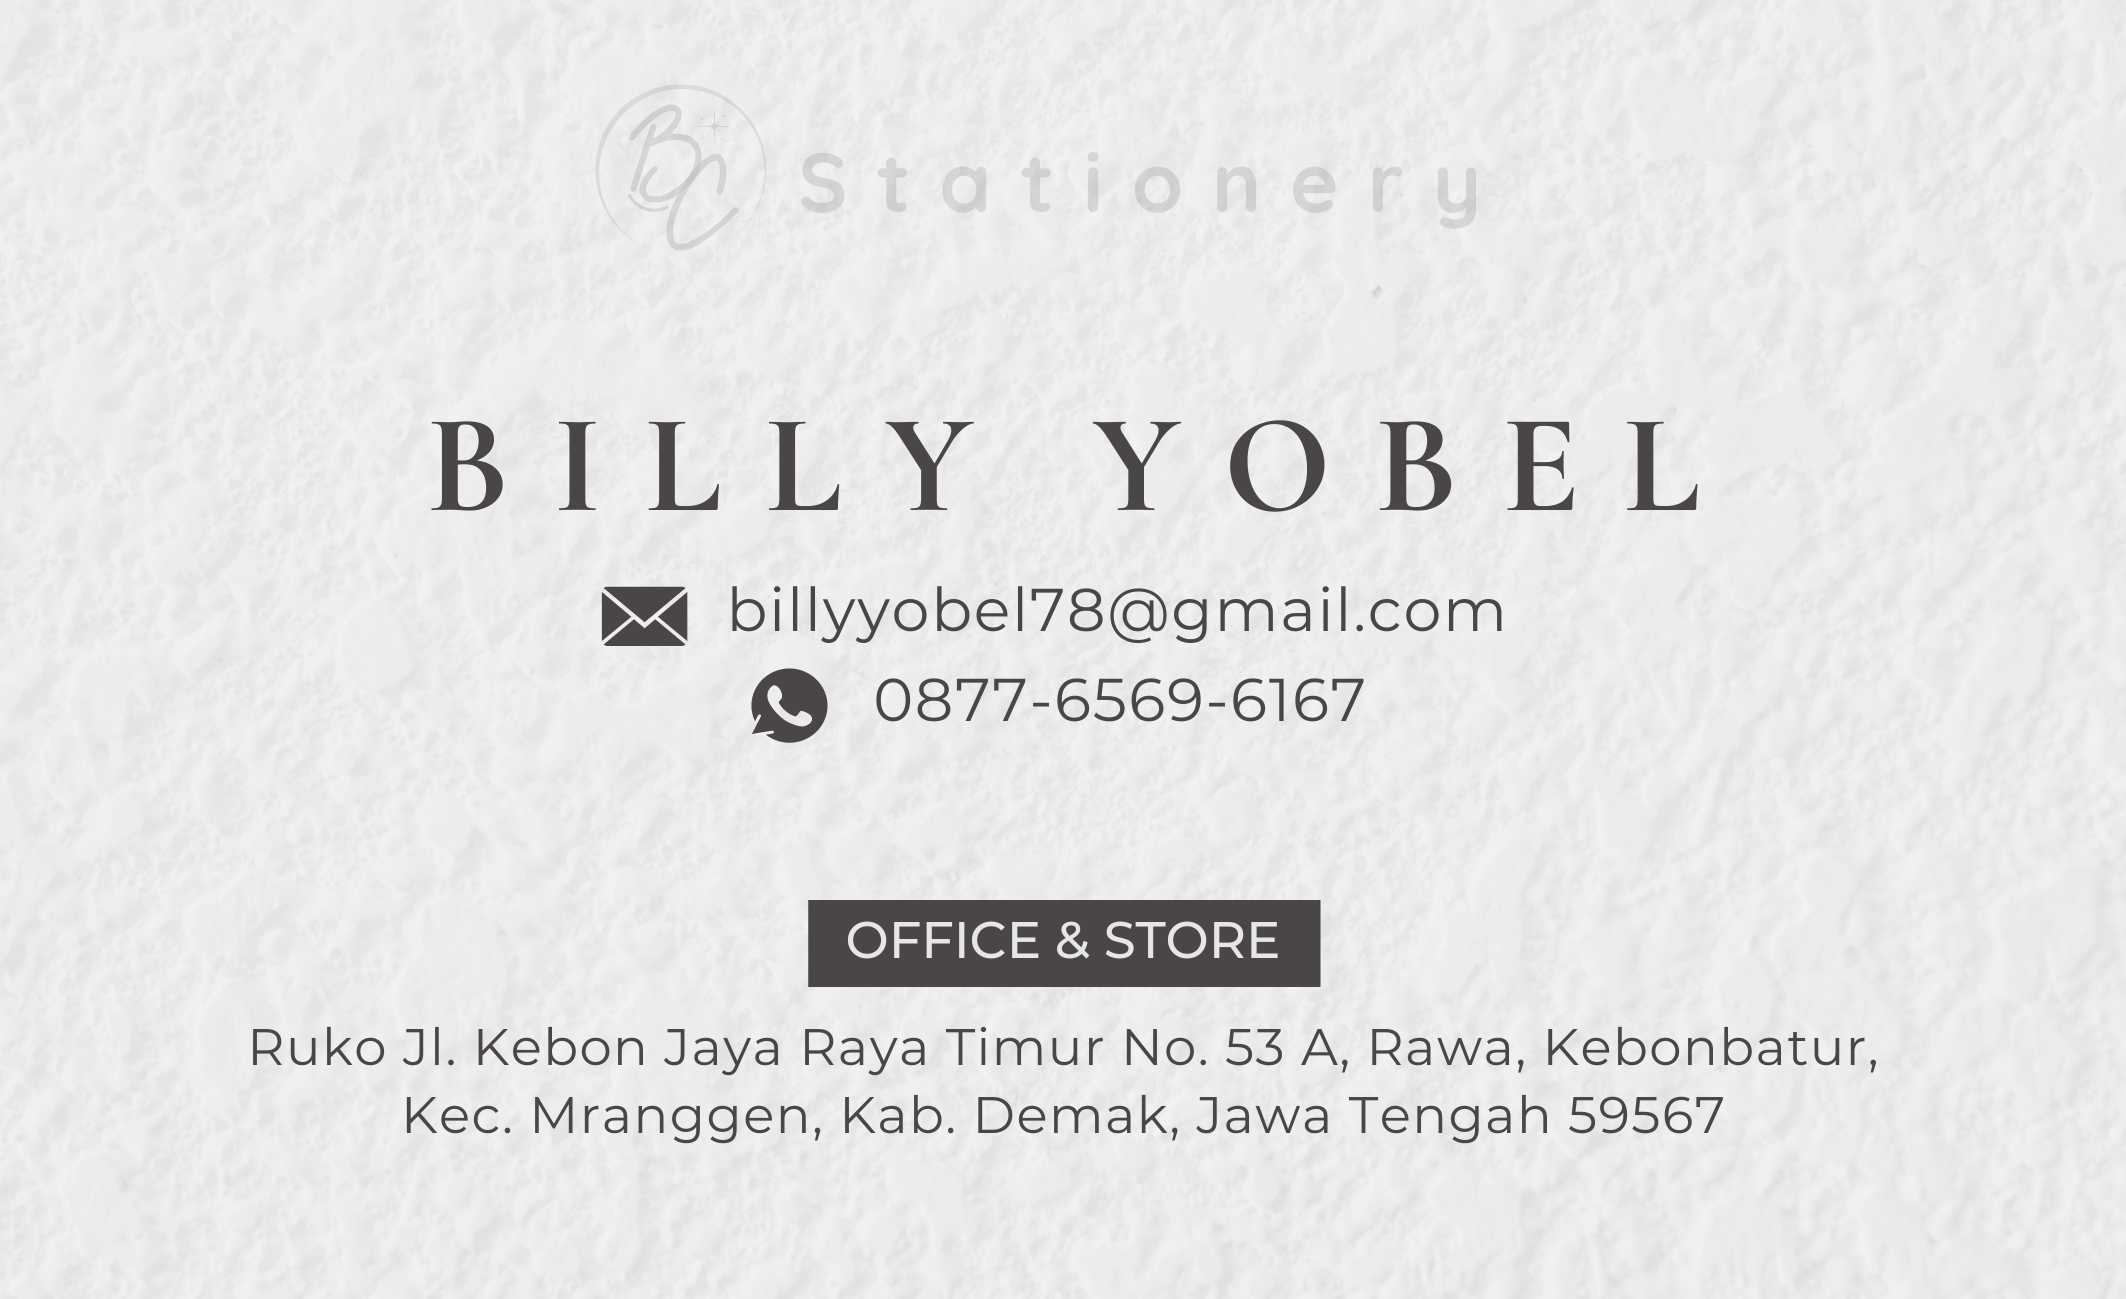 BC Stationery
BILLY YOBEL
billyyobel78@gmail.com
0877-6569-6167
OFFICE & STORE
Ruko Jl. Kebon Jaya Raya Timur No. 53 A, Rawa, Kebonbatur,
Kec. Mranggen, Kab. Demak, Jawa Tengah 59567